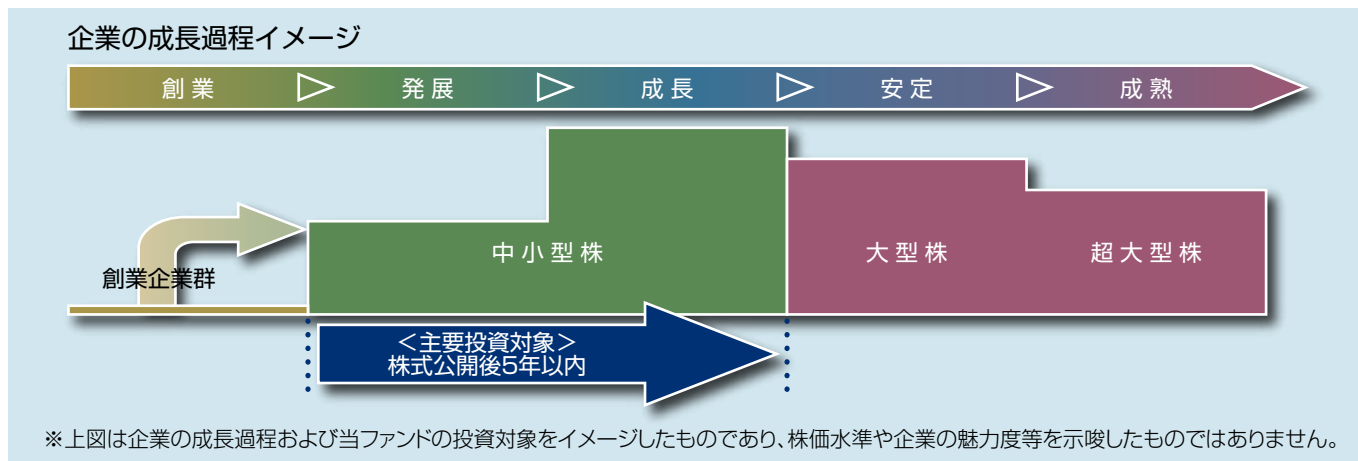 企業の成長過程イメージ
創業 ▷ 発展 ▷ 成長 ▷ 安定 ▷ 成熟
中小型株
大型株
超大型株
創業企業群
<主要投資対象>
株式公開後5年以内
※上図は企業の成長過程および当ファンドの投資対象をイメージしたものであり、株価水準や企業の魅力度等を示唆したものではありません。